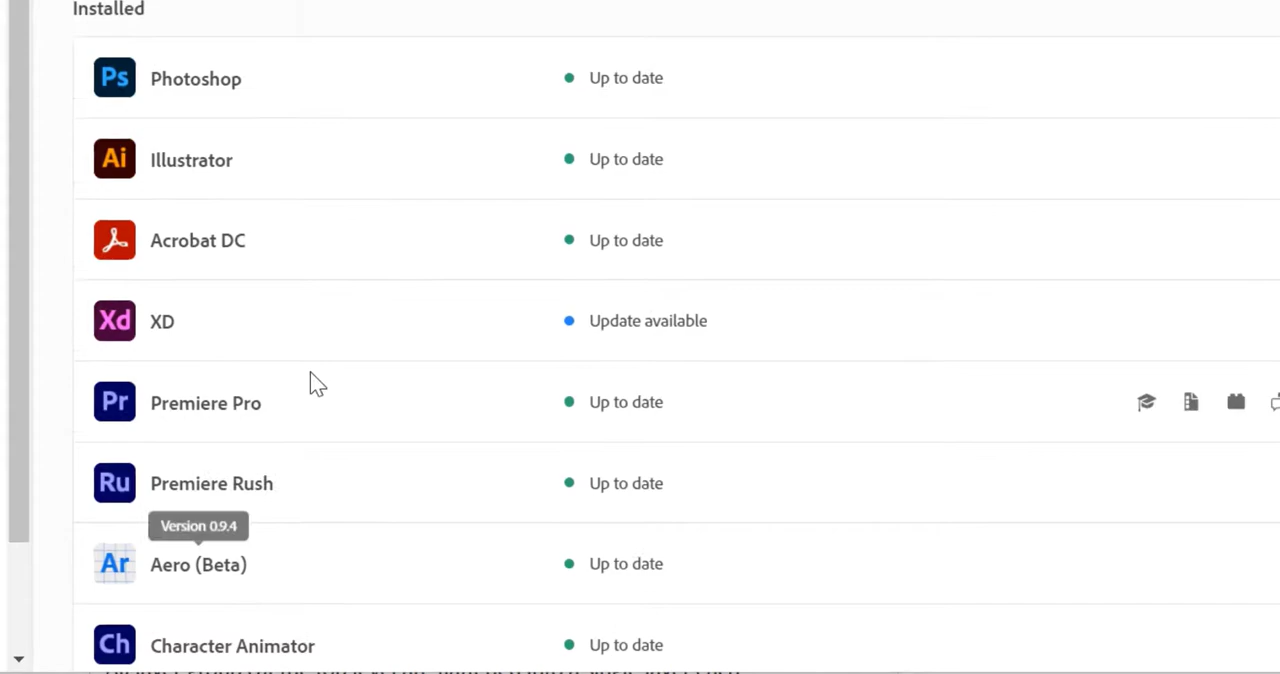 Installed
Ps Photoshop Up to date
Ai Illustrator Up to date
Acrobat DC Up to date
Xd XD Update available
Pr Premiere Pro Up to date
Ru Premiere Rush Up to date
Version 0.9.4
Ar Aero (Beta) Up to date
Ch Character Animator Up to date